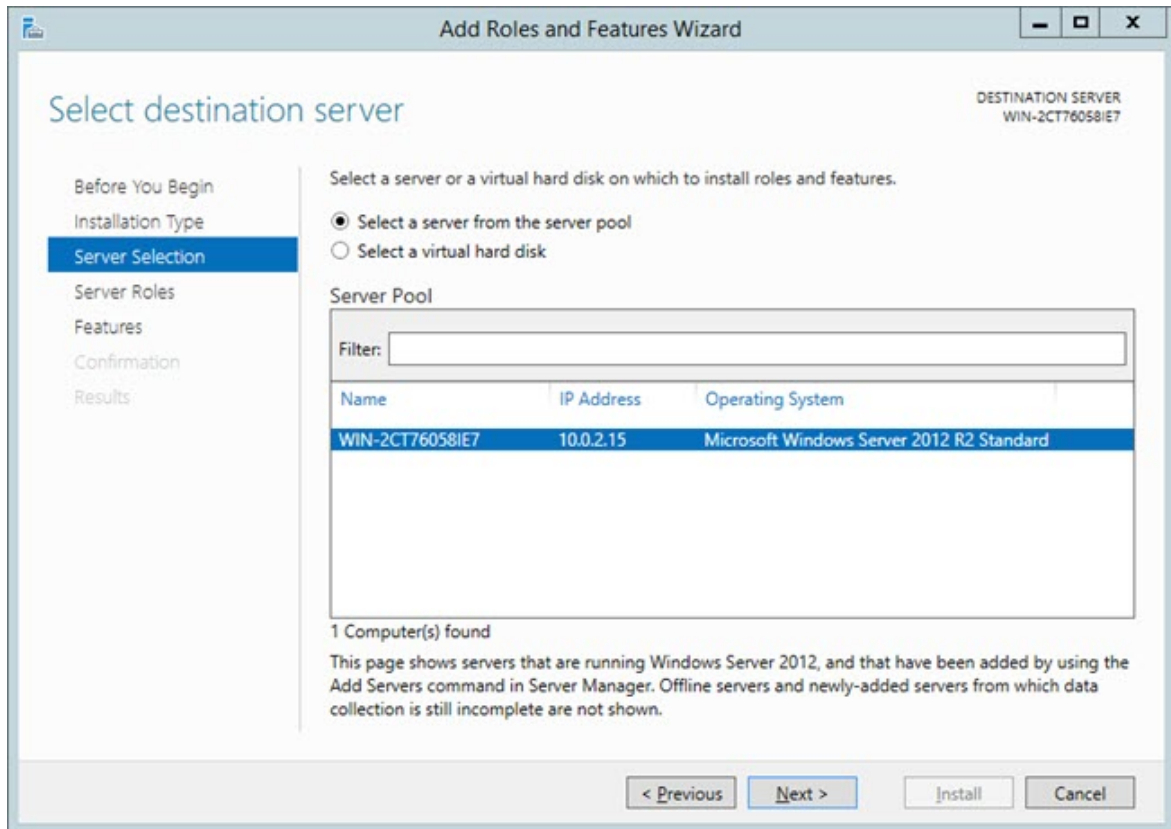 Add Roles and Features Wizard
Select destination server
DESTINATION SERVER
WIN-2CT76058IE7
Before You Begin
Installation Type
Server Selection
Server Roles
Features
Confirmation
Results
Select a server or a virtual hard disk on which to install roles and features.
Select a server from the server pool
Select a virtual hard disk
Server Pool
Filter:
Name IP Address Operating System
WIN-2CT76058IE7 10.0.2.15 Microsoft Windows Server 2012 R2 Standard
1 Computer(s) found
This page shows servers that are running Windows Server 2012, and that have been added by using the
Add Servers command in Server Manager. Offline servers and newly-added servers from which data
collection is still incomplete are not shown.
< Previous Next > Install Cancel